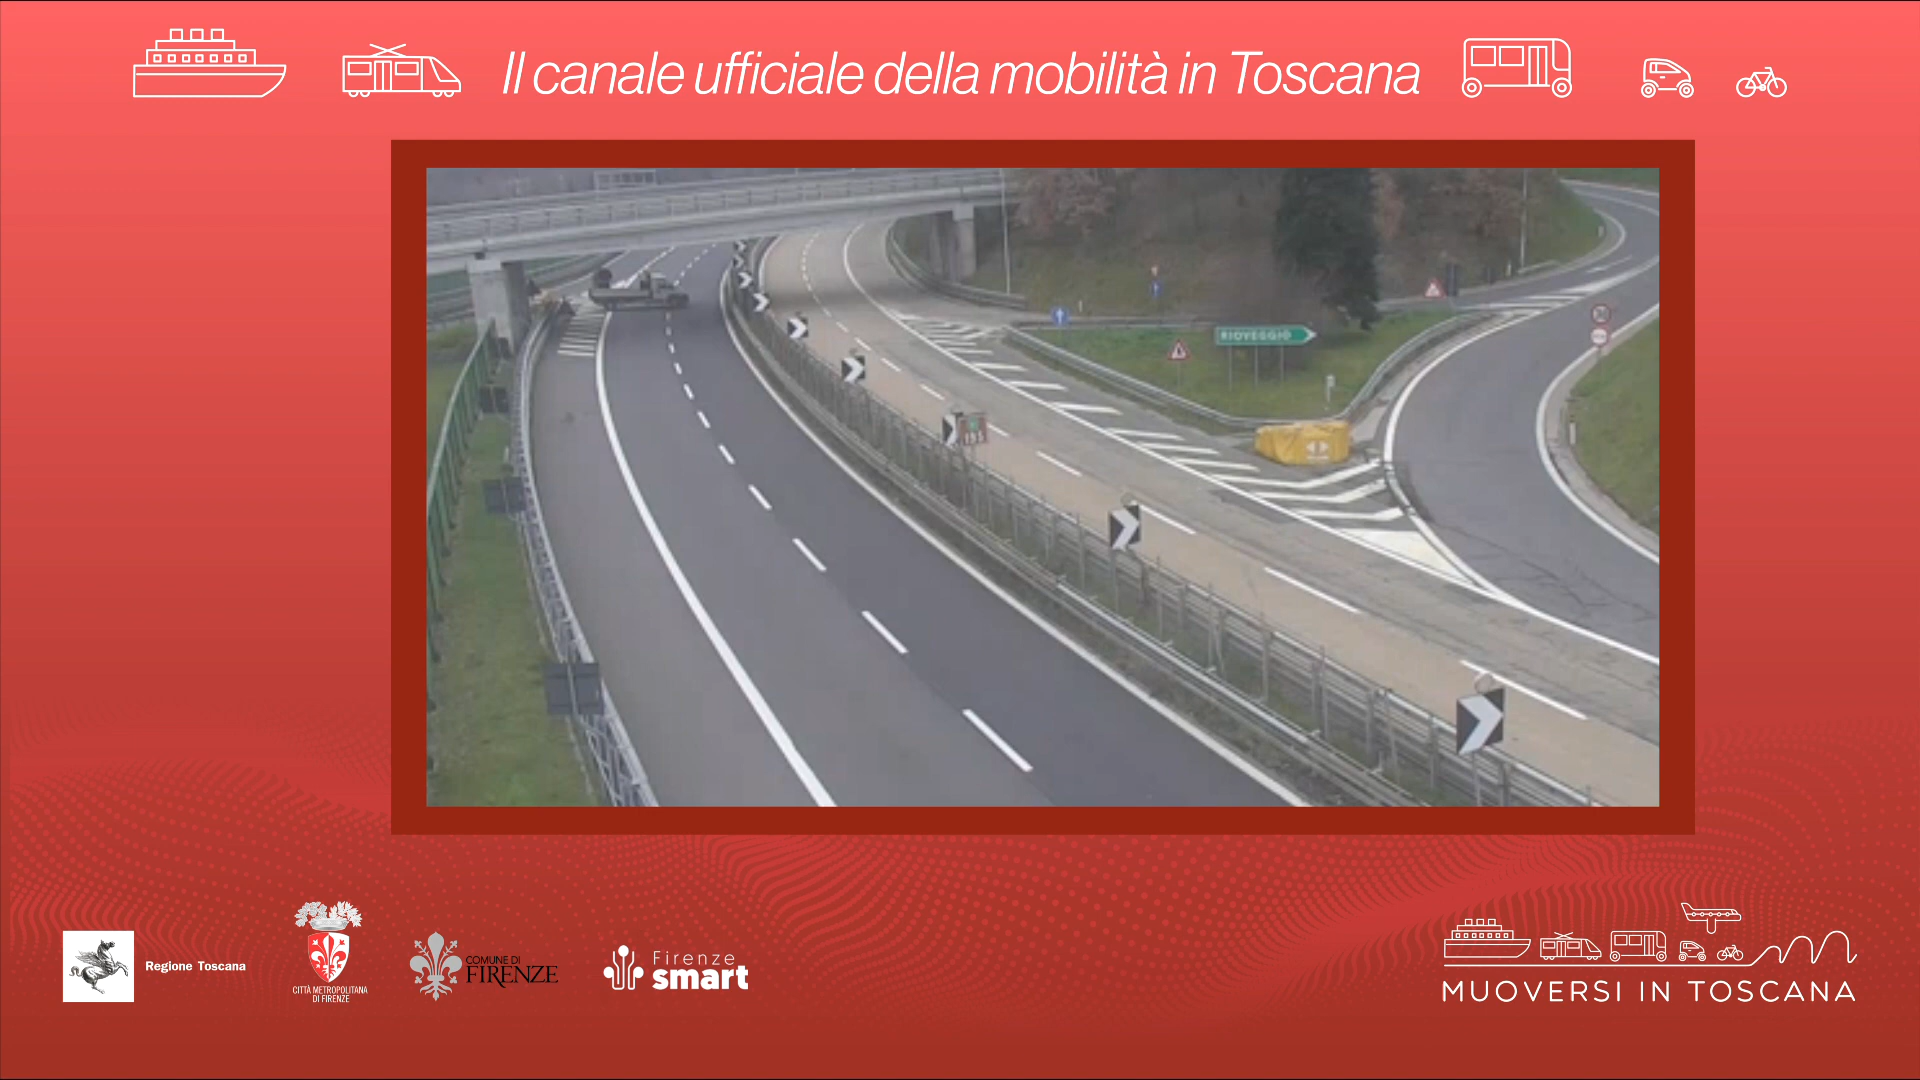 Il canale ufficiale della mobilità in Toscana
RIOVEGGIO
Regione Toscana
CITTÀ METROPOLITANA
DI FIRENZE
COMUNE DI
FIRENZE
Firenze
smart
MUOVERSI IN TOSCANA